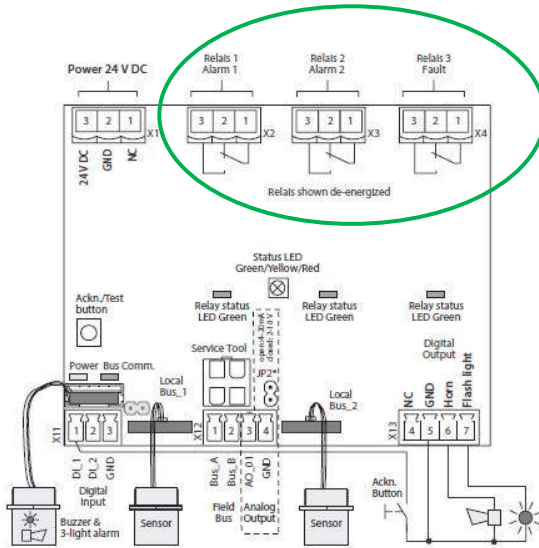 Relais 1
Alarm 1
Relais 2
Alarm 2
Relais 3
Fault
Power 24 V DC
3 2 1
X1
3 2 1
X2
3 2 1
X3
3 2 1
X4
24 V DC
GND
NC
Relais shown de-energized
Status LED
Green/Yellow/Red
Ackn./Test
button
Relay status
LED Green
Relay status
LED Green
Relay status
LED Green
open: 4-20 mA
closed: 2-10 V
Service Tool
JP2*
Digital
Output
Power Bus Comm.
Local
Bus_1
Local
Bus_2
NC
GND
Horn
Flash light
X11
1 2 3
X12
1 2 3 4
X13
4 5 6 7
DI_1
DI_2
GND
Bus_A
Bus_B
AO_01
GND
Digital
Input
Field
Bus
Analog
Output
Ackn.
Button
Buzzer &
3-light alarm
Sensor
Sensor